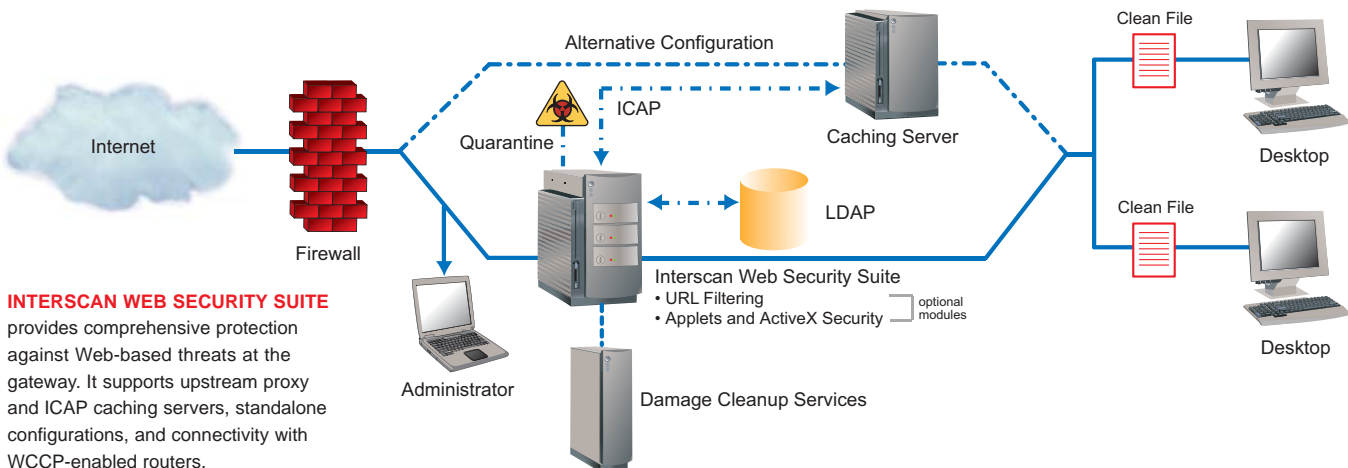 Clean File
Alternative Configuration
ICAP
Quarantine
Internet
Caching Server
Desktop
LDAP
Clean File
Firewall
Interscan Web Security Suite
• URL Filtering
• Applets and ActiveX Security
optional
modules
INTERSCAN WEB SECURITY SUITE
provides comprehensive protection
against Web-based threats at the
gateway. It supports upstream proxy
and ICAP caching servers, standalone
configurations, and connectivity with
WCCP-enabled routers.
Administrator
Damage Cleanup Services
Desktop